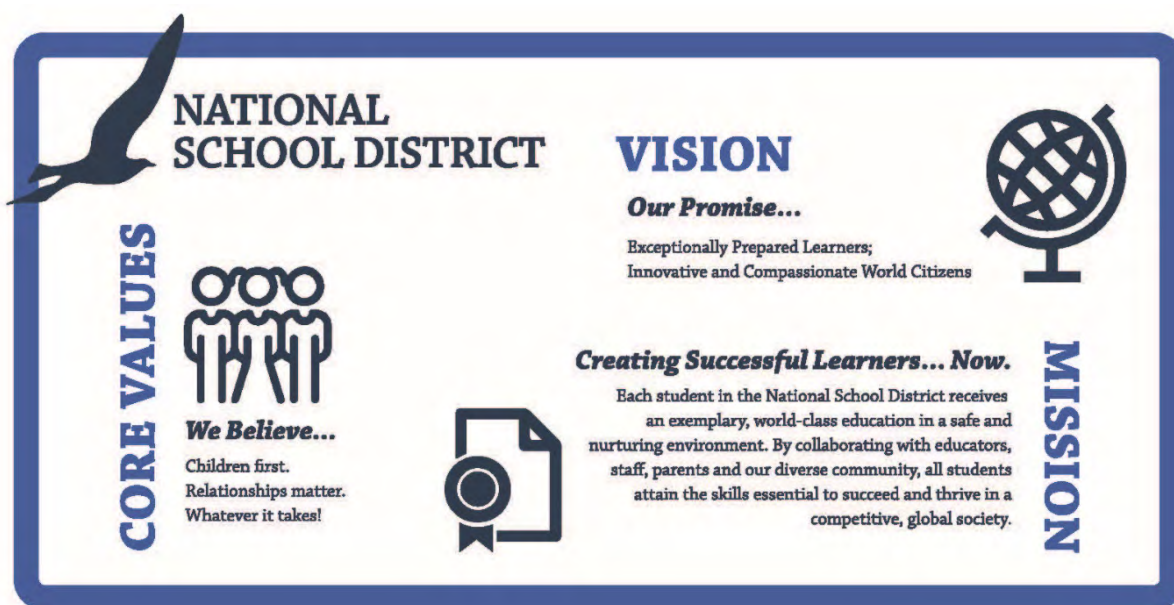 NATIONAL
SCHOOL DISTRICT
VISION
Our Promise...
Exceptionally Prepared Learners;
Innovative and Compassionate World Citizens
CORE VALUES
We Believe...
Children first.
Relationships matter.
Whatever it takes!
MISSION
Creating Successful Learners... Now.
Each student in the National School District receives
an exemplary, world-class education in a safe and
nurturing environment. By collaborating with educators,
staff, parents and our diverse community, all students
attain the skills essential to succeed and thrive in a
competitive, global society.